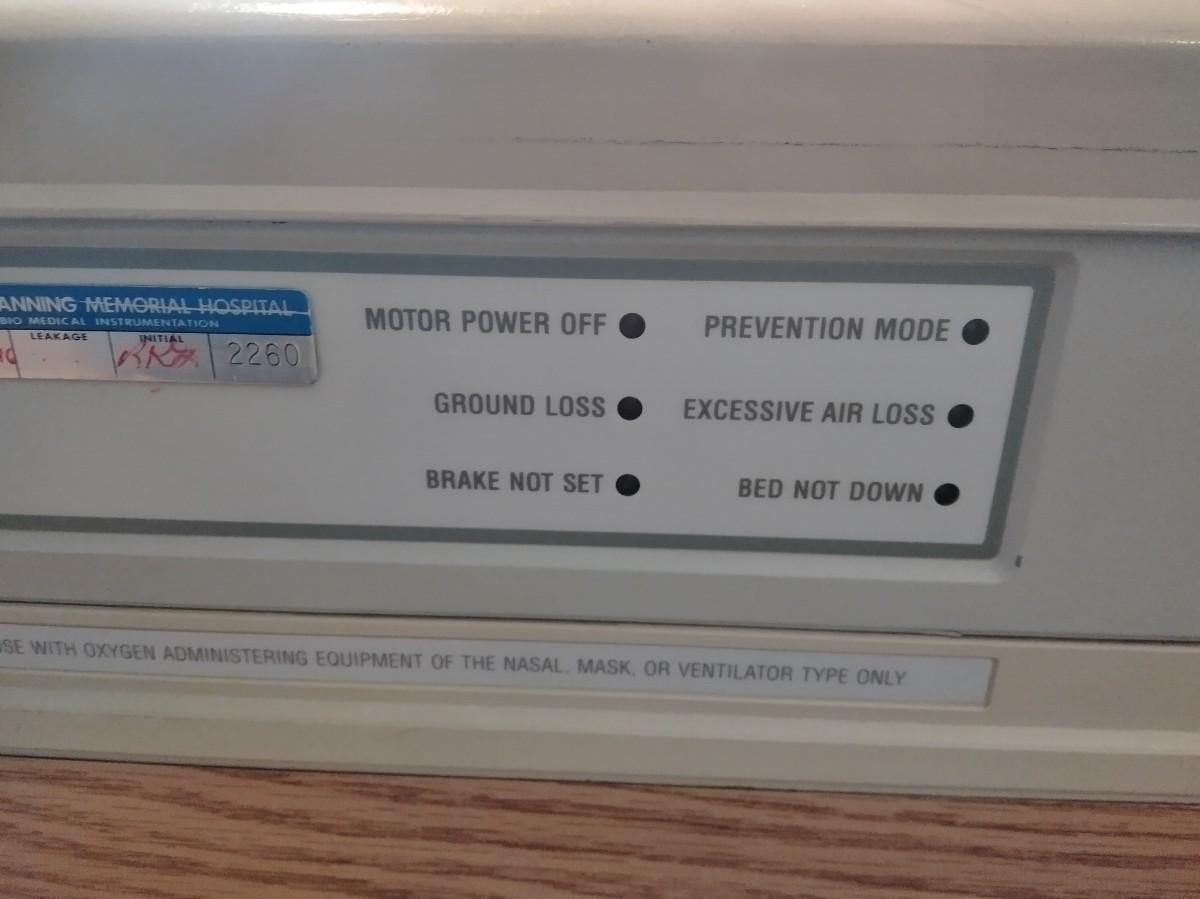 ANNING MEMORIAL HOSPITAL
BIO MEDICAL INSTRUMENTATION
LEAKAGE
INITIAL
2260
MOTOR POWER OFF
PREVENTION MODE
GROUND LOSS
EXCESSIVE AIR LOSS
BRAKE NOT SET
BED NOT DOWN
USE WITH OXYGEN ADMINISTERING EQUIPMENT OF THE NASAL, MASK, OR VENTILATOR TYPE ONLY